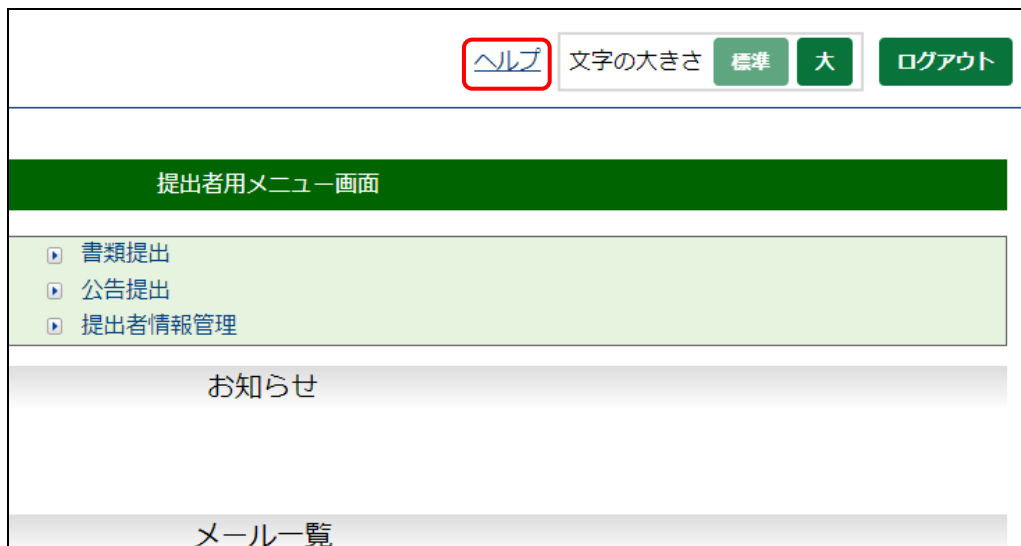 ヘルプ 文字の大きさ 標準 大 ログアウト
提出者用メニュー画面
書類提出
公告提出
提出者情報管理
お知らせ
メール一覧